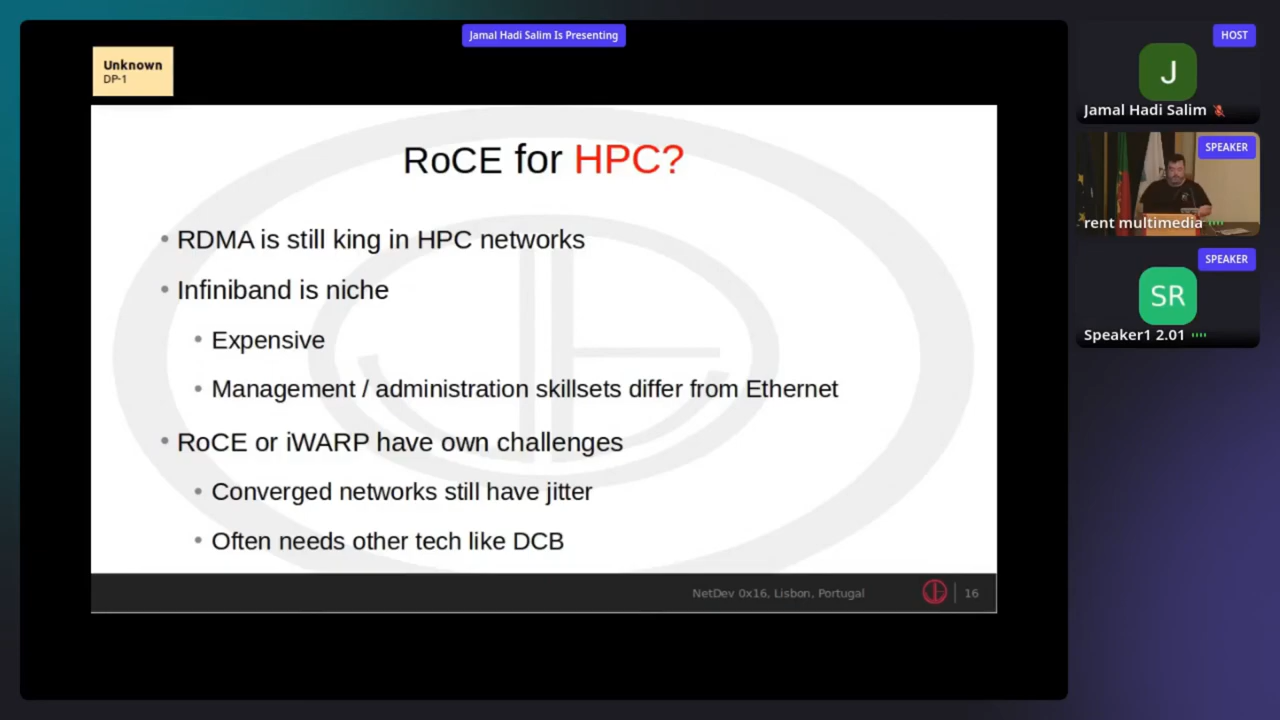 Jamal Hadi Salim Is Presenting
Unknown
DP-1
RoCE for HPC?
• RDMA is still king in HPC networks
• Infiniband is niche
• Expensive
• Management / administration skillsets differ from Ethernet
• RoCE or iWARP have own challenges
• Converged networks still have jitter
• Often needs other tech like DCB
NetDev 0x16, Lisbon, Portugal
16
HOST
J
Jamal Hadi Salim
SPEAKER
rent multimedia
SPEAKER
SR
Speaker1 2.01